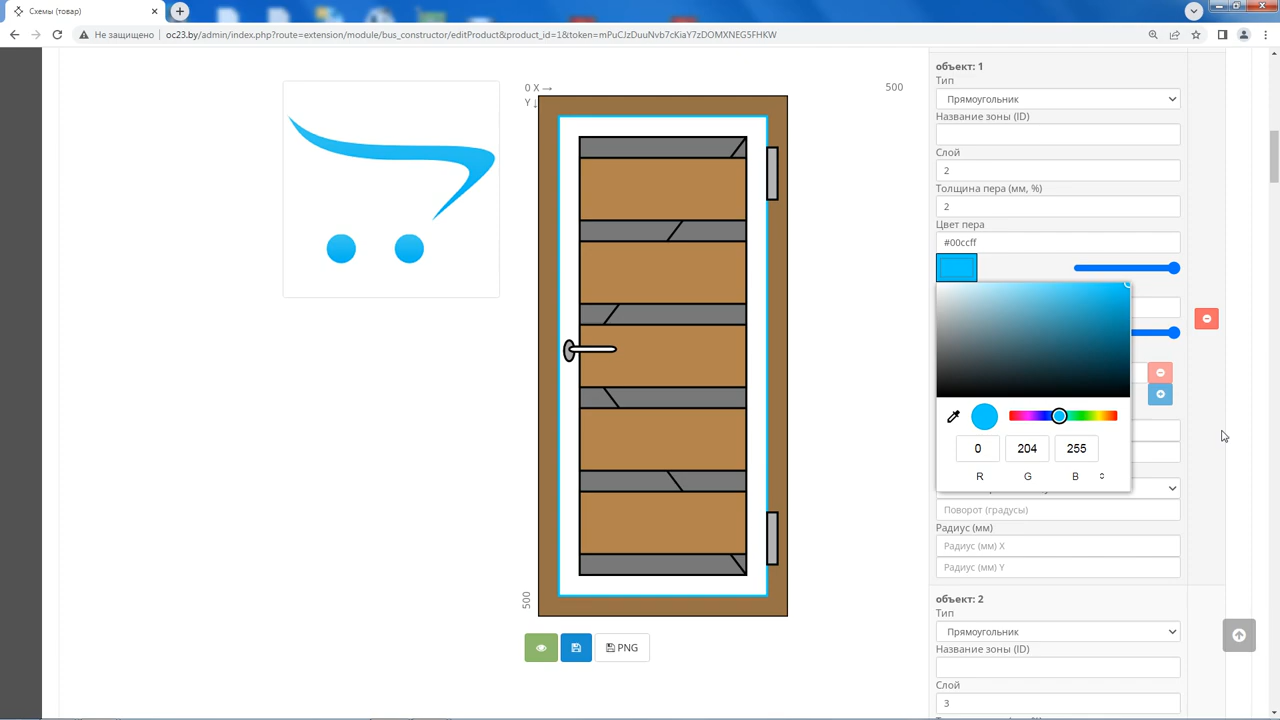 Схемы (товар)
Не защищено
oc23.by/admin/index.php?route=extension/module/bus_constructor/editProduct&product_id=1&token=mPuCJzDuuNvb7cKiaY7zDOMXNEG5FHKW
0 X →
500
Y ↓
500
PNG
объект: 1
Тип
Прямоугольник
Название зоны (ID)
Слой
2
Толщина пера (мм, %)
2
Цвет пера
#00ccff
0
204
255
R
G
B
Поворот (градусы)
Радиус (мм)
Радиус (мм) X
Радиус (мм) Y
объект: 2
Тип
Прямоугольник
Название зоны (ID)
Слой
3